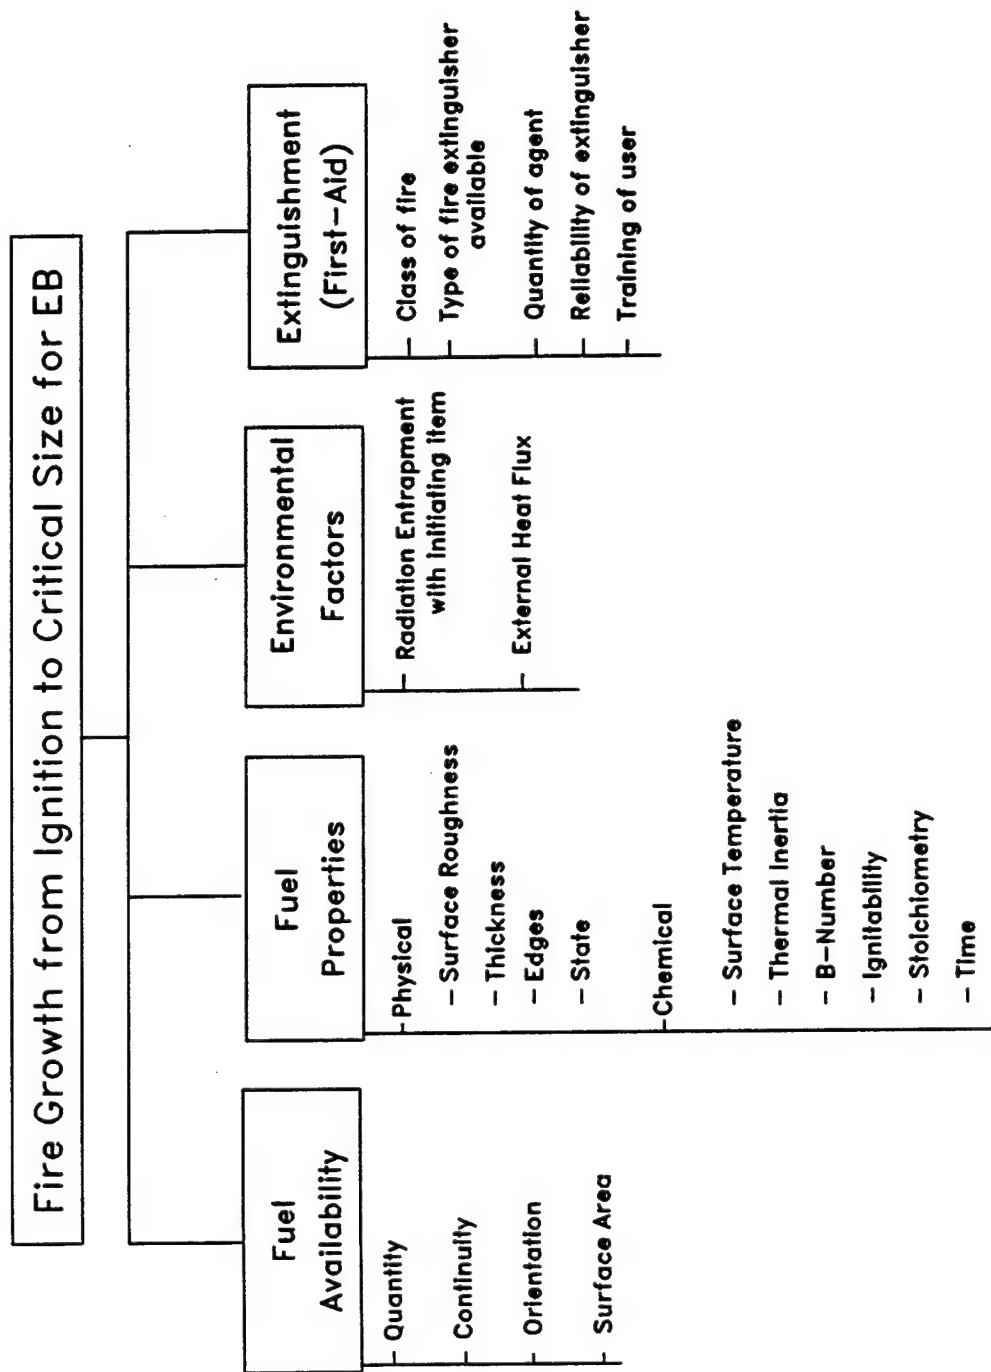 Fire Growth from Ignition to Critical Size for EB
Fuel
Availability
Quantity
Continuity
Orientation
Surface Area
Fuel
Properties
Physical
– Surface Roughness
– Thickness
– Edges
– State
Chemical
– Surface Temperature
– Thermal Inertia
– B–Number
– Ignitability
– Stoichiometry
– Time
Environmental
Factors
Radiation Entrapment
with initiating item
External Heat Flux
Extinguishment
(First–Aid)
Class of fire
Type of fire extinguisher
available
Quantity of agent
Reliability of extinguisher
Training of user